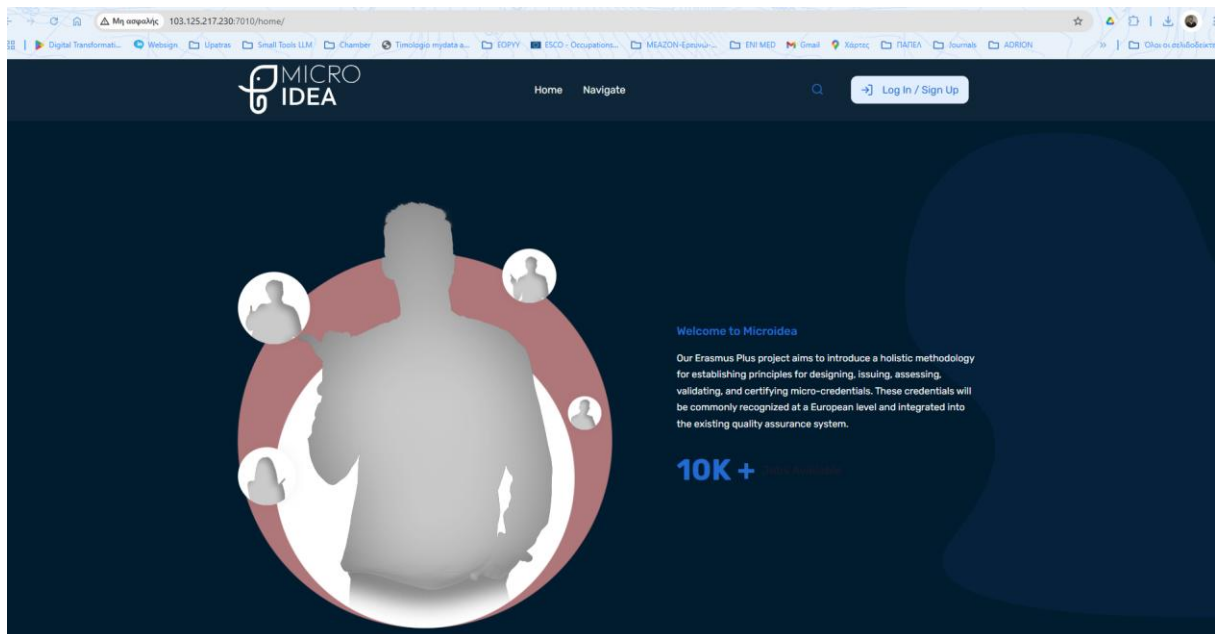 Μη ασφαλής 103.125.217.230:7010/home/
Digital Transformati... Websign Upatras Small Tools LLM Chamber Timologio mydata a... EOPYY ESCO - Occupations... ENI MED Gmail Χάρτες ΠΑΠΕΛ Journals ADRION
MICRO
IDEA
Home Navigate Log In / Sign Up
Welcome to Microidea
Our Erasmus Plus project aims to introduce a holistic methodology
for establishing principles for designing, issuing, assessing,
validating, and certifying micro-credentials. These credentials will
be commonly recognized at a European level and integrated into
the existing quality assurance system.
10K +